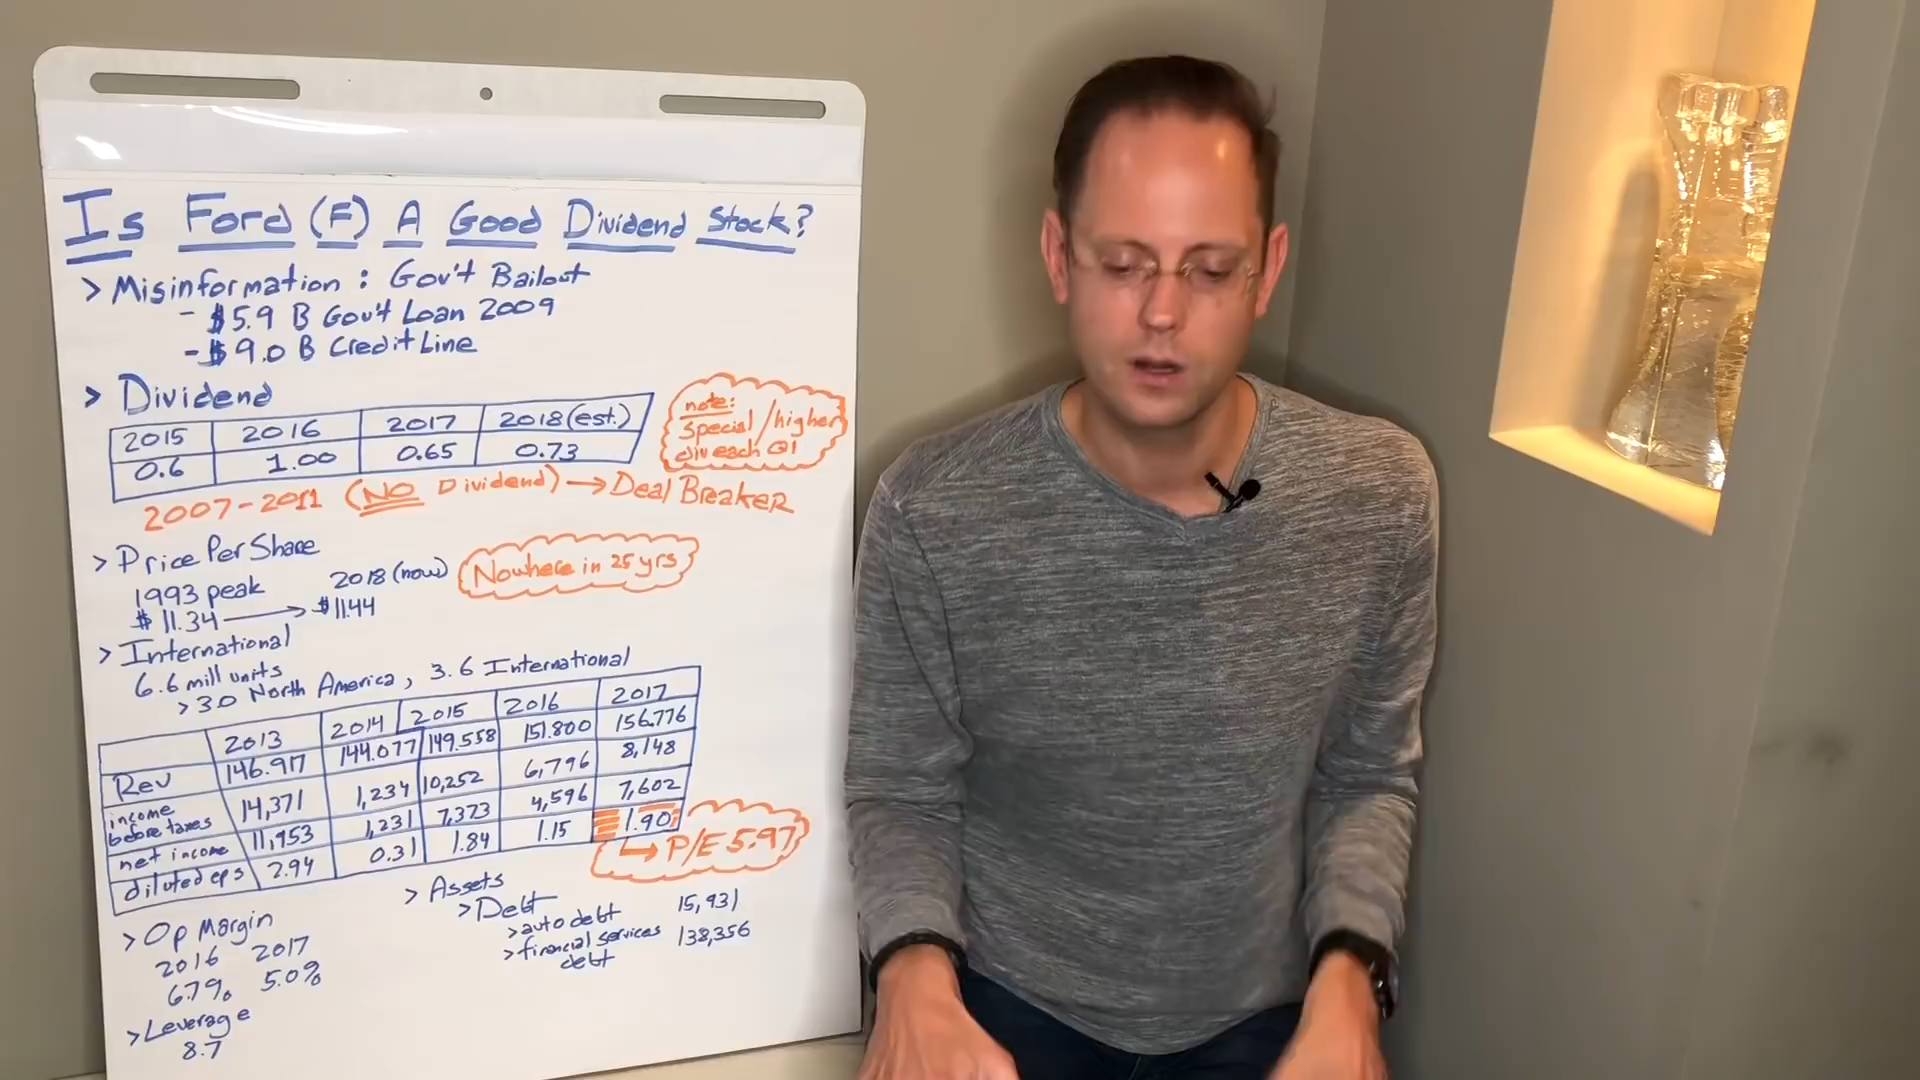 Is Ford (F) A Good Dividend Stock?
> Misinformation : Gov't Bailout
- $5.9 B Gov't Loan 2009
- $9.0 B Credit Line
> Dividend
2015 2016 2017 2018 (est.)
0.6 1.00 0.65 0.73
note:
Special/higher
div each Q1
2007-2011 (NO Dividend) → Deal Breaker
> Price Per Share
1993 peak 2018 (now)
$11.34 → $11.44
Nowhere in 25 yrs
> International
6.6 mill units
> 3.0 North America, 3.6 International
2013 2014 2015 2016 2017
Rev 146.917 144.077 149.558 151.800 156.776
income before taxes 14,371 1,234 10,252 6,796 8,148
net income 11,953 1,231 7,373 4,596 7,602
diluted eps 2.94 0.31 1.84 1.15 1.90
→ P/E 5.97
> Op Margin
2016 2017
6.7% 5.0%
> Leverage
8.7
> Assets
> Debt
> auto debt 15,931
> financial services 138,356
debt